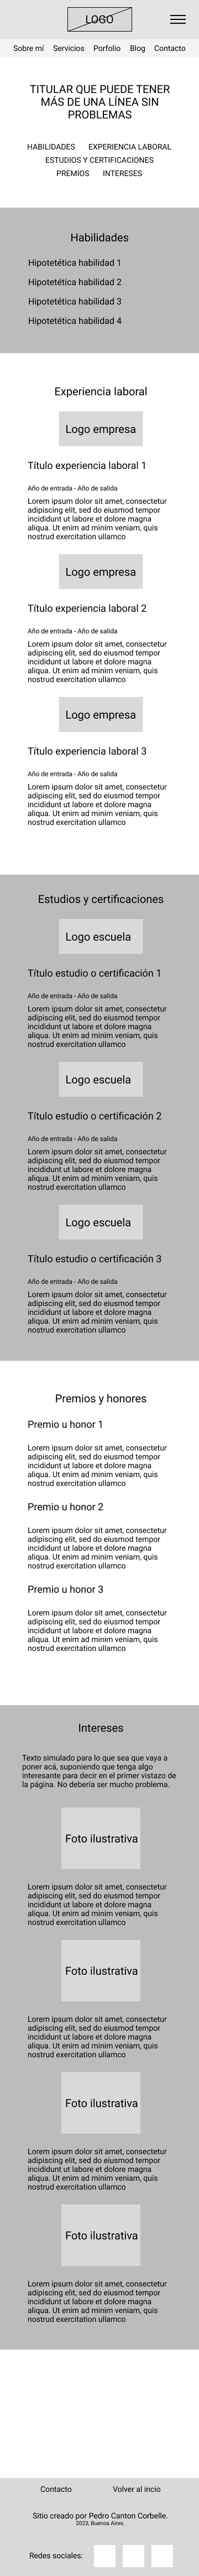 LOGO
Sobre mí Servicios Porfolio Blog Contacto
TITULAR QUE PUEDE TENER
MÁS DE UNA LÍNEA SIN
PROBLEMAS
HABILIDADES EXPERIENCIA LABORAL
ESTUDIOS Y CERTIFICACIONES
PREMIOS INTERESES
Habilidades
Hipotetética habilidad 1
Hipotetética habilidad 2
Hipotetética habilidad 3
Hipotetética habilidad 4
Experiencia laboral
Logo empresa
Título experiencia laboral 1
Año de entrada - Año de salida
Lorem ipsum dolor sit amet, consectetur
adipiscing elit, sed do eiusmod tempor
incididunt ut labore et dolore magna
aliqua. Ut enim ad minim veniam, quis
nostrud exercitation ullamco
Logo empresa
Título experiencia laboral 2
Año de entrada - Año de salida
Lorem ipsum dolor sit amet, consectetur
adipiscing elit, sed do eiusmod tempor
incididunt ut labore et dolore magna
aliqua. Ut enim ad minim veniam, quis
nostrud exercitation ullamco
Logo empresa
Título experiencia laboral 3
Año de entrada - Año de salida
Lorem ipsum dolor sit amet, consectetur
adipiscing elit, sed do eiusmod tempor
incididunt ut labore et dolore magna
aliqua. Ut enim ad minim veniam, quis
nostrud exercitation ullamco
Estudios y certificaciones
Logo escuela
Título estudio o certificación 1
Año de entrada - Año de salida
Lorem ipsum dolor sit amet, consectetur
adipiscing elit, sed do eiusmod tempor
incididunt ut labore et dolore magna
aliqua. Ut enim ad minim veniam, quis
nostrud exercitation ullamco
Logo escuela
Título estudio o certificación 2
Año de entrada - Año de salida
Lorem ipsum dolor sit amet, consectetur
adipiscing elit, sed do eiusmod tempor
incididunt ut labore et dolore magna
aliqua. Ut enim ad minim veniam, quis
nostrud exercitation ullamco
Logo escuela
Título estudio o certificación 3
Año de entrada - Año de salida
Lorem ipsum dolor sit amet, consectetur
adipiscing elit, sed do eiusmod tempor
incididunt ut labore et dolore magna
aliqua. Ut enim ad minim veniam, quis
nostrud exercitation ullamco
Premios y honores
Premio u honor 1
Lorem ipsum dolor sit amet, consectetur
adipiscing elit, sed do eiusmod tempor
incididunt ut labore et dolore magna
aliqua. Ut enim ad minim veniam, quis
nostrud exercitation ullamco
Premio u honor 2
Lorem ipsum dolor sit amet, consectetur
adipiscing elit, sed do eiusmod tempor
incididunt ut labore et dolore magna
aliqua. Ut enim ad minim veniam, quis
nostrud exercitation ullamco
Premio u honor 3
Lorem ipsum dolor sit amet, consectetur
adipiscing elit, sed do eiusmod tempor
incididunt ut labore et dolore magna
aliqua. Ut enim ad minim veniam, quis
nostrud exercitation ullamco
Intereses
Texto simulado para lo que sea que vaya a
poner acá, suponiendo que tenga algo
interesante para decir en el primer vistazo de
la página. No debería ser mucho problema.
Foto ilustrativa
Lorem ipsum dolor sit amet, consectetur
adipiscing elit, sed do eiusmod tempor
incididunt ut labore et dolore magna
aliqua. Ut enim ad minim veniam, quis
nostrud exercitation ullamco
Foto ilustrativa
Lorem ipsum dolor sit amet, consectetur
adipiscing elit, sed do eiusmod tempor
incididunt ut labore et dolore magna
aliqua. Ut enim ad minim veniam, quis
nostrud exercitation ullamco
Foto ilustrativa
Lorem ipsum dolor sit amet, consectetur
adipiscing elit, sed do eiusmod tempor
incididunt ut labore et dolore magna
aliqua. Ut enim ad minim veniam, quis
nostrud exercitation ullamco
Foto ilustrativa
Lorem ipsum dolor sit amet, consectetur
adipiscing elit, sed do eiusmod tempor
incididunt ut labore et dolore magna
aliqua. Ut enim ad minim veniam, quis
nostrud exercitation ullamco
Contacto Volver al incio
Sitio creado por Pedro Canton Corbelle.
2023, Buenos Aires.
Redes sociales: